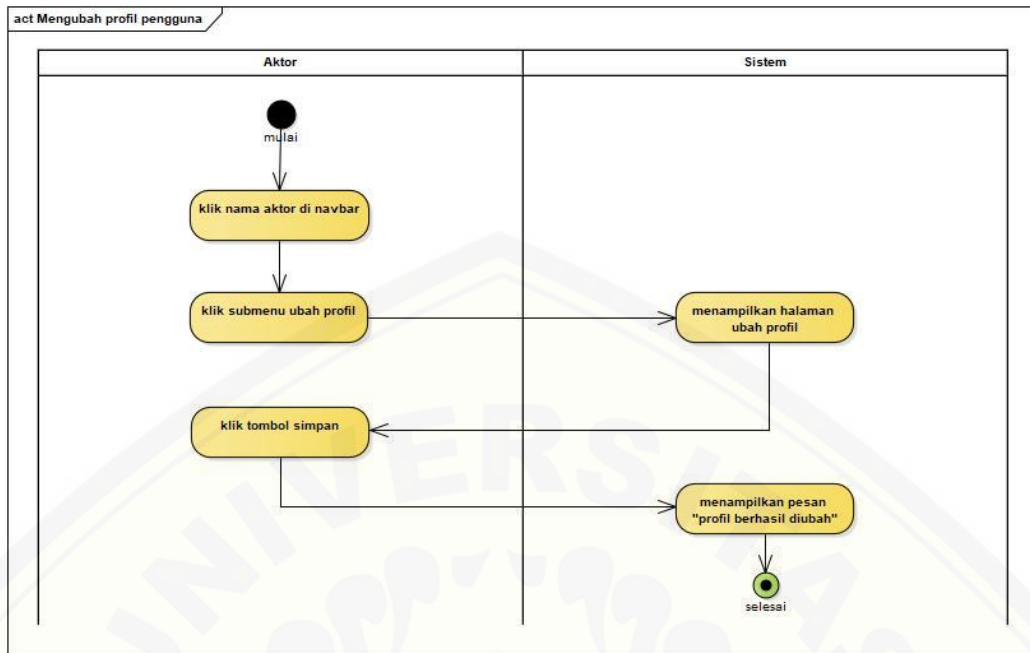 act Mengubah profil pengguna
Aktor
Sistem
mulai
klik nama aktor di navbar
klik submenu ubah profil
menampilkan halaman
ubah profil
klik tombol simpan
menampilkan pesan
"profil berhasil diubah"
selesai
UNIVERSITAS